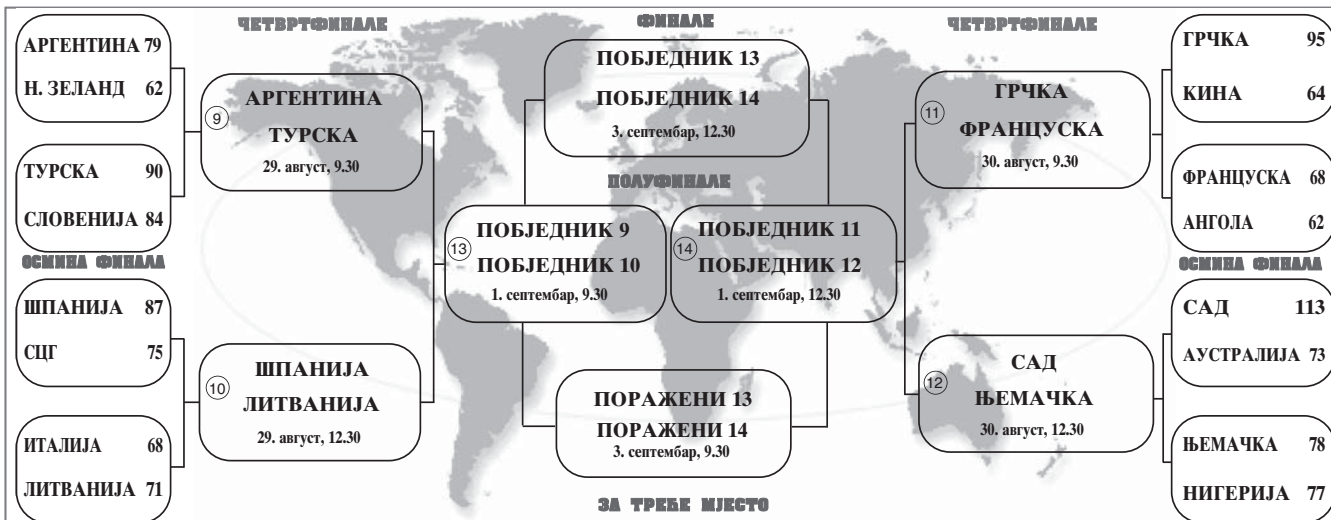 ЧЕТВРТФИНАЛЕ
ФИНАЛЕ
ЧЕТВРТФИНАЛЕ
АРГЕНТИНА 79
Н. ЗЕЛАНД 62
9
АРГЕНТИНА
ТУРСКА
29. август, 9.30
ТУРСКА 90
СЛОВЕНИЈА 84
ОСМИНА ФИНАЛА
ШПАНИЈА 87
СЦГ 75
10
ШПАНИЈА
ЛИТВАНИЈА
29. август, 12.30
ИТАЛИЈА 68
ЛИТВАНИЈА 71
ПОБЈЕДНИК 13
ПОБЈЕДНИК 14
3. септембар, 12.30
ПОЛУФИНАЛЕ
13
ПОБЈЕДНИК 9
ПОБЈЕДНИК 10
1. септембар, 9.30
14
ПОБЈЕДНИК 11
ПОБЈЕДНИК 12
1. септембар, 12.30
ПОРАЖЕНИ 13
ПОРАЖЕНИ 14
3. септембар, 9.30
ЗА ТРЕЋЕ МЈЕСТО
11
ГРЧКА
ФРАНЦУСКА
30. август, 9.30
ГРЧКА 95
КИНА 64
ФРАНЦУСКА 68
АНГОЛА 62
ОСМИНА ФИНАЛА
12
САД
ЊЕМАЧКА
30. август, 12.30
САД 113
АУСТРАЛИЈА 73
ЊЕМАЧКА 78
НИГЕРИЈА 77